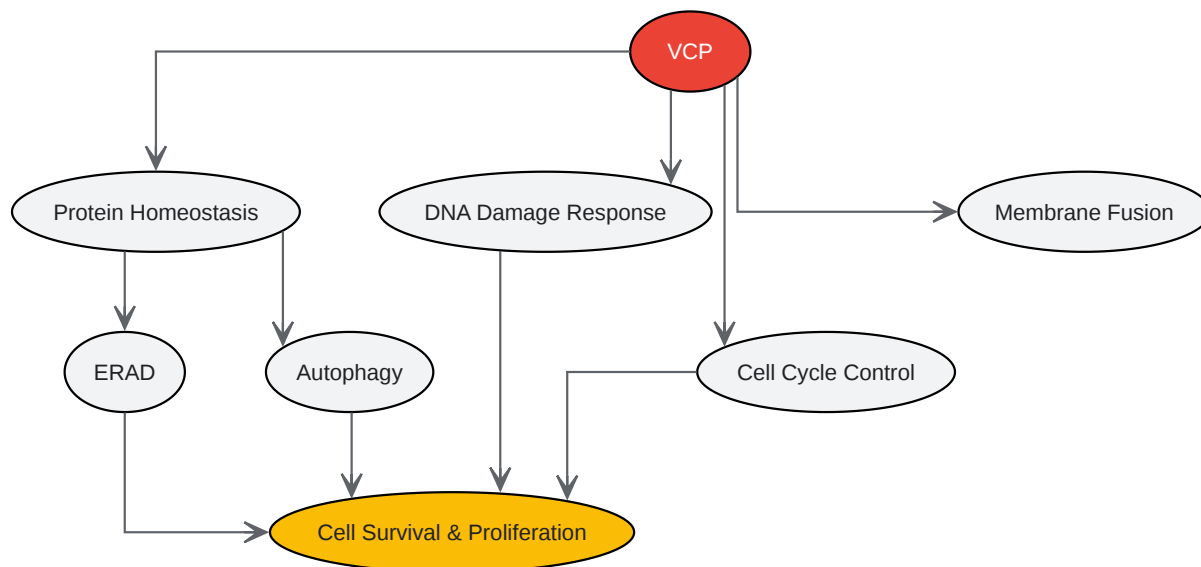 VCP
Protein Homeostasis
DNA Damage Response
Membrane Fusion
ERAD
Autophagy
Cell Cycle Control
Cell Survival & Proliferation